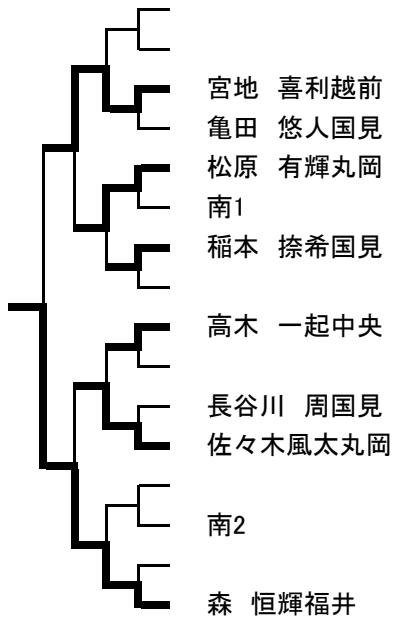 宮地　喜利越前
亀田　悠人国見
松原　有輝丸岡
南1
稲本　捺希国見
高木　一起中央
長谷川　周国見
佐々木風太丸岡
南2
森　恒輝福井